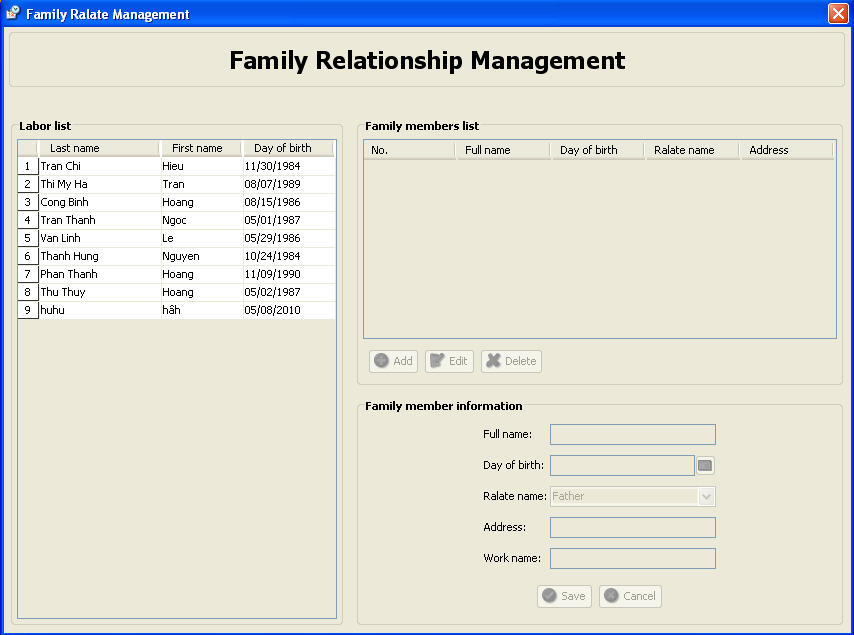 Family Ralate Management
Family Relationship Management
Labor list
Last name First name Day of birth
1 Tran Chi Hieu 11/30/1984
2 Thi My Ha Tran 08/07/1989
3 Cong Binh Hoang 08/15/1986
4 Tran Thanh Ngoc 05/01/1987
5 Van Linh Le 05/29/1986
6 Thanh Hung Nguyen 10/24/1984
7 Phan Thanh Hoang 11/09/1990
8 Thu Thuy Hoang 05/02/1987
9 huhu hâh 05/08/2010
Family members list
No. Full name Day of birth Ralate name Address
Add Edit Delete
Family member information
Full name:
Day of birth:
Ralate name: Father
Address:
Work name:
Save Cancel